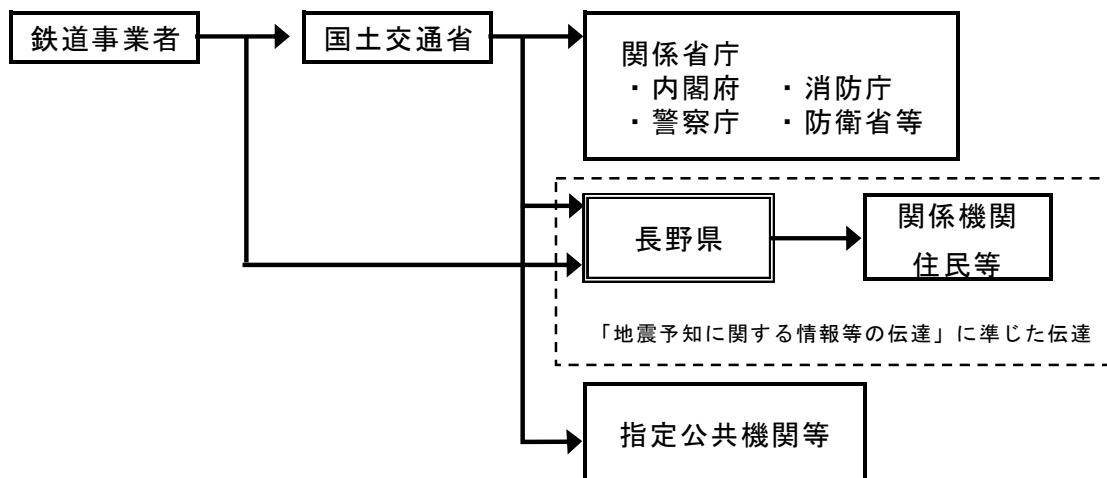 鉄道事業者
国土交通省
関係省庁
・内閣府　・消防庁
・警察庁　・防衛省等
長野県
関係機関
住民等
「地震予知に関する情報等の伝達」に準じた伝達
指定公共機関等